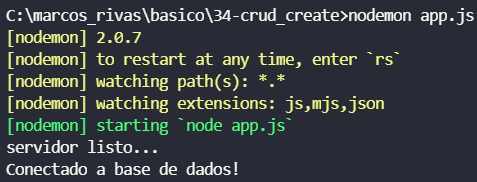 C:\marcos_rivas\basico\34-crud_create>nodemon app.js
[nodemon] 2.0.7
[nodemon] to restart at any time, enter `rs`
[nodemon] watching path(s): *.*
[nodemon] watching extensions: js,mjs,json
[nodemon] starting `node app.js`
servidor listo...
Conectado a base de dados!